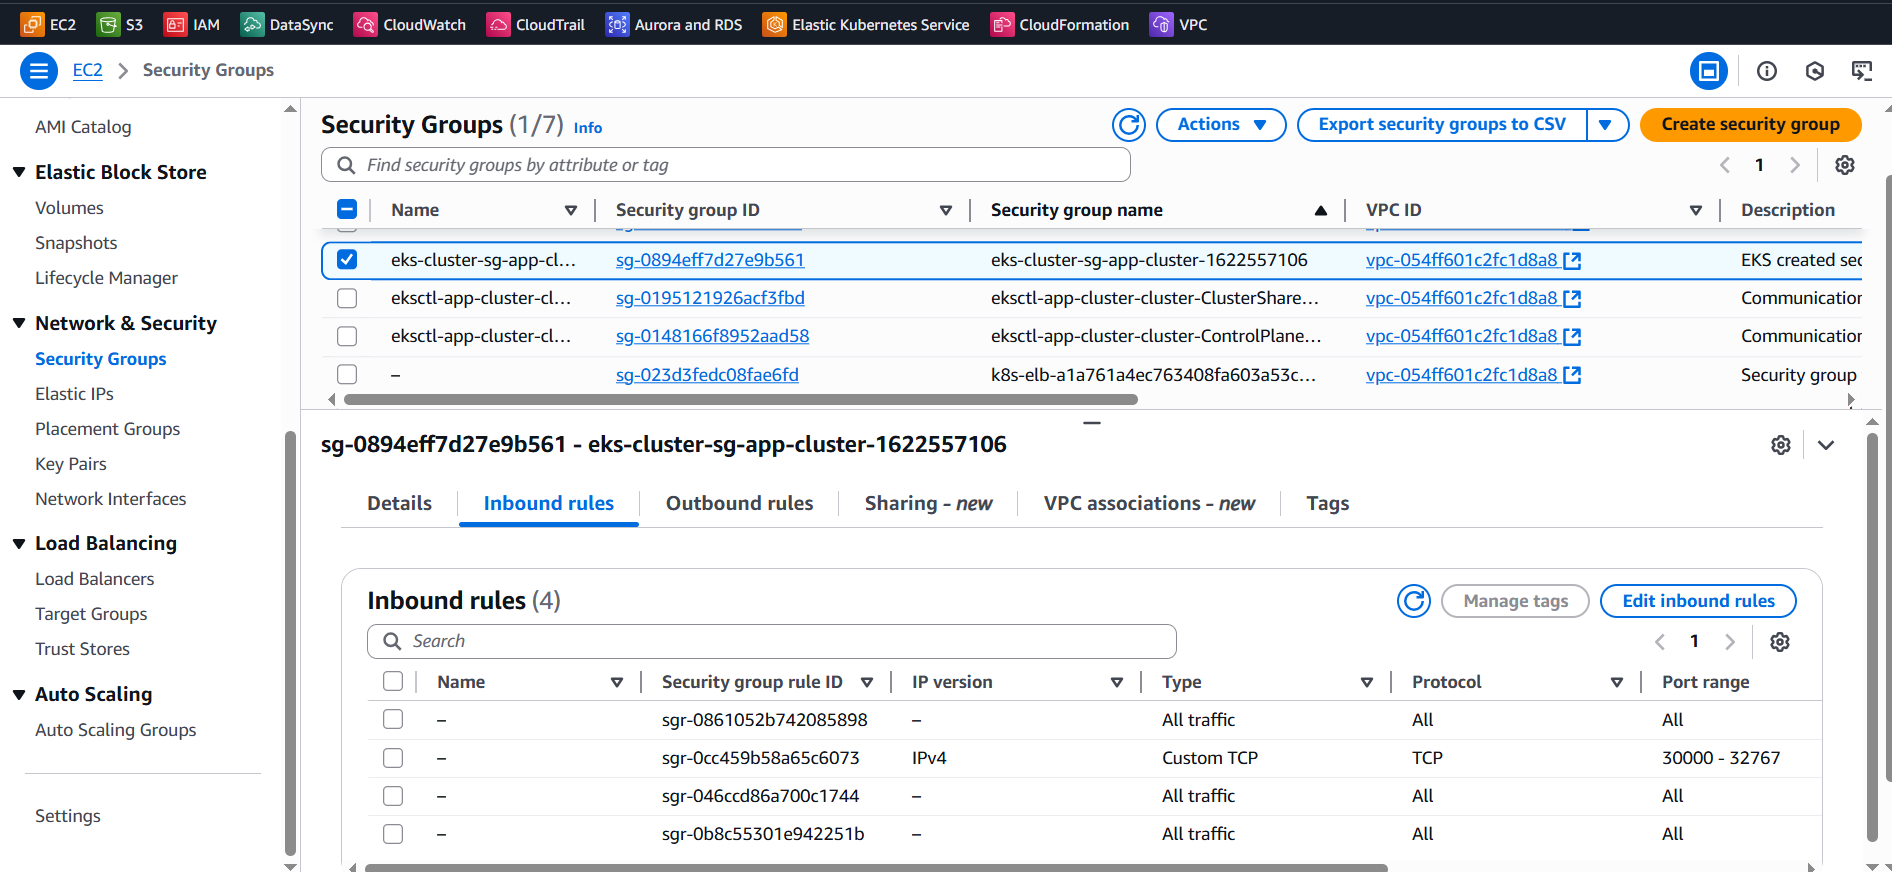 EC2 S3 IAM DataSync CloudWatch CloudTrail Aurora and RDS Elastic Kubernetes Service CloudFormation VPC
EC2 Security Groups
AMI Catalog
Elastic Block Store
Volumes
Snapshots
Lifecycle Manager
Network & Security
Security Groups
Elastic IPs
Placement Groups
Key Pairs
Network Interfaces
Load Balancing
Load Balancers
Target Groups
Trust Stores
Auto Scaling
Auto Scaling Groups
Settings
Security Groups (1/7) Info
Actions Export security groups to CSV Create security group
Find security groups by attribute or tag
1
Name Security group ID Security group name VPC ID Description
eks-cluster-sg-app-cl... sg-0894eff7d27e9b561 eks-cluster-sg-app-cluster-1622557106 vpc-054ff601c2fc1d8a8 EKS created sec
eksctl-app-cluster-cl... sg-0195121926acf3fbd eksctl-app-cluster-cluster-ClusterShare... vpc-054ff601c2fc1d8a8 Communication
eksctl-app-cluster-cl... sg-0148166f8952aad58 eksctl-app-cluster-cluster-ControlPlane... vpc-054ff601c2fc1d8a8 Communication
– sg-023d3fedc08fae6fd k8s-elb-a1a761a4ec763408fa603a53c... vpc-054ff601c2fc1d8a8 Security group
sg-0894eff7d27e9b561 - eks-cluster-sg-app-cluster-1622557106
Details Inbound rules Outbound rules Sharing - new VPC associations - new Tags
Inbound rules (4)
Manage tags Edit inbound rules
Search
1
Name Security group rule ID IP version Type Protocol Port range
– sgr-0861052b742085898 – All traffic All All
– sgr-0cc459b58a65c6073 IPv4 Custom TCP TCP 30000 - 32767
– sgr-046ccd86a700c1744 – All traffic All All
– sgr-0b8c55301e942251b – All traffic All All